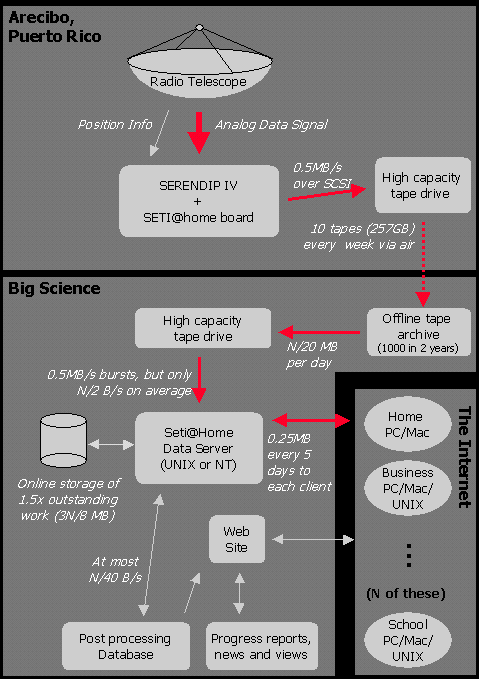 Arecibo,
Puerto Rico
Radio Telescope
Position Info
Analog Data Signal
SERENDIP IV
+
SETI@home board
0.5MB/s
over SCSI
High capacity
tape drive
10 tapes (257GB)
every week via air
Big Science
High capacity
tape drive
N/20 MB
per day
Offline tape
archive
(1000 in 2 years)
0.5MB/s bursts, but only
N/2 B/s on average
Seti@Home
Data Server
(UNIX or NT)
0.25MB
every 5
days to
each client
Online storage of
1.5x outstanding
work (3N/8 MB)
At most
N/40 B/s
Web
Site
Post processing
Database
Progress reports,
news and views
The Internet
Home
PC/Mac
Business
PC/Mac/
UNIX
(N of these)
School
PC/Mac/
UNIX